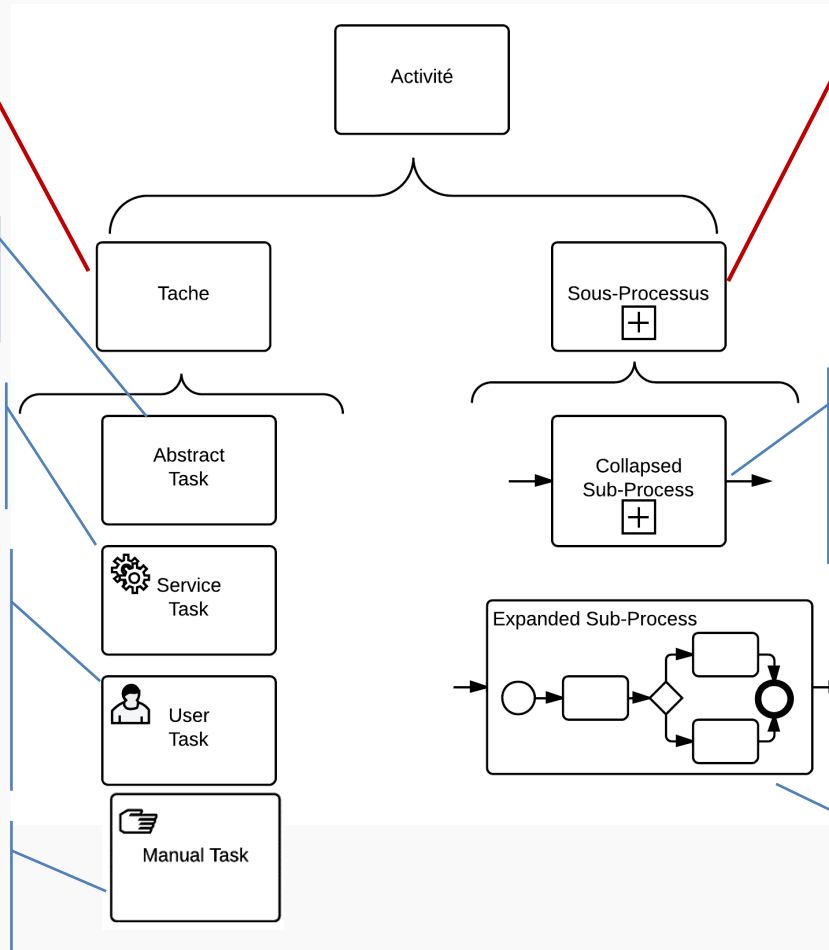 Activité
Tache
Sous-Processus
Abstract
Task
Collapsed
Sub-Process
Service
Task
Expanded Sub-Process
User
Task
Manual Task